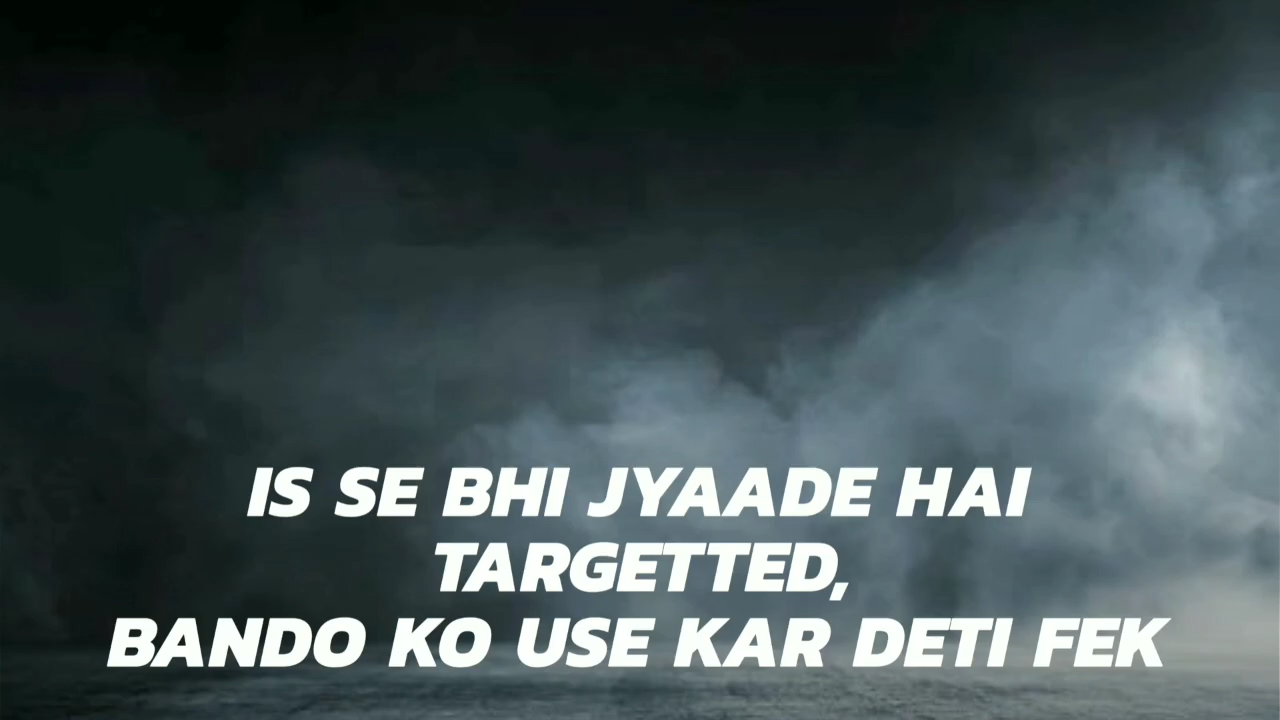 IS SE BHI JYAADE HAI
TARGETTED,
BANDO KO USE KAR DETI FEK